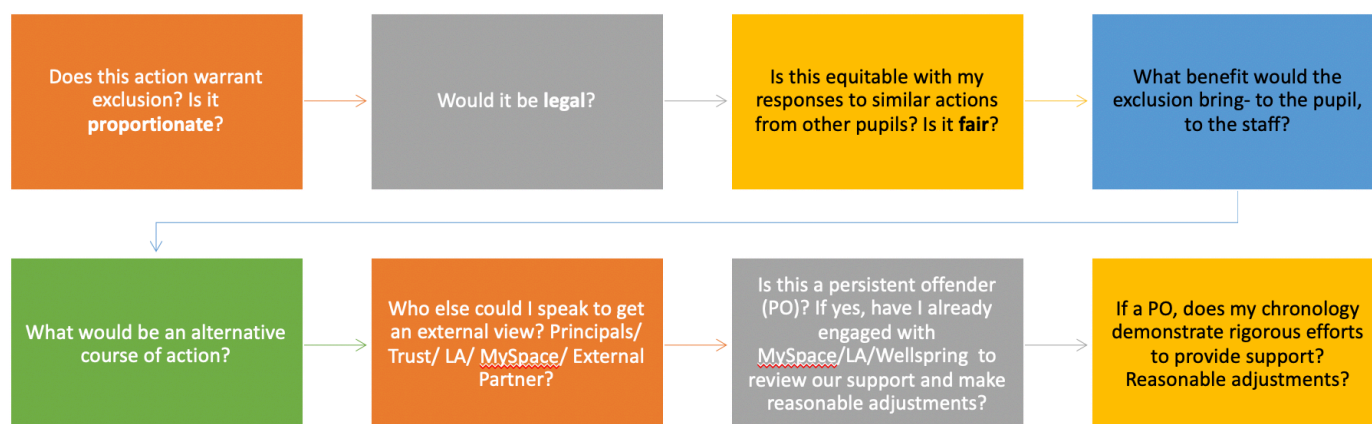 Does this action warrant
exclusion? Is it
proportionate?
Would it be legal?
Is this equitable with my
responses to similar actions
from other pupils? Is it fair?
What benefit would the
exclusion bring- to the pupil,
to the staff?
What would be an alternative
course of action?
Who else could I speak to get
an external view? Principals/
Trust/ LA/ MySpace/ External
Partner?
Is this a persistent offender
(PO)? If yes, have I already
engaged with
MySpace/LA/Wellspring to
review our support and make
reasonable adjustments?
If a PO, does my chronology
demonstrate rigorous efforts
to provide support?
Reasonable adjustments?